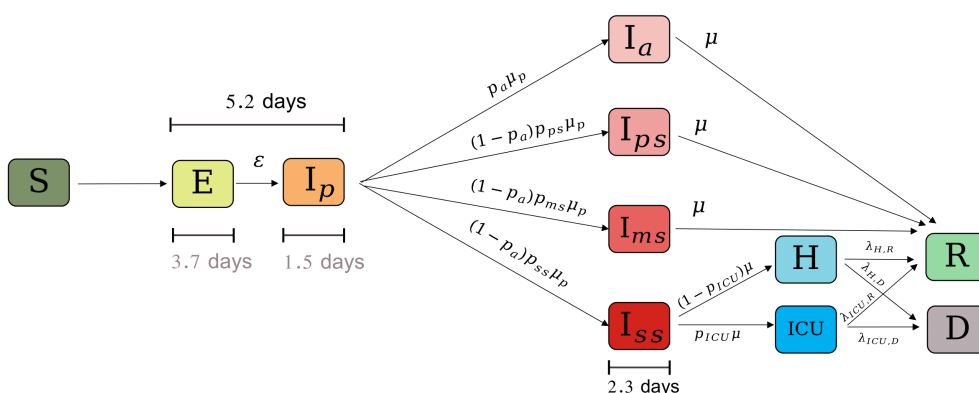 I_a
μ
p_a μ_p
5.2 days
I_ps
μ
(1-p_a)p_ps μ_p
S
E
ε
I_p
(1-p_a)p_ms μ_p
I_ms
μ
3.7 days
1.5 days
(1-p_a)p_ss μ_p
H
λ_H,R
R
(1-p_ICU)μ
λ_H,D
λ_ICU,R
I_ss
p_ICU μ
ICU
λ_ICU,D
D
2.3 days